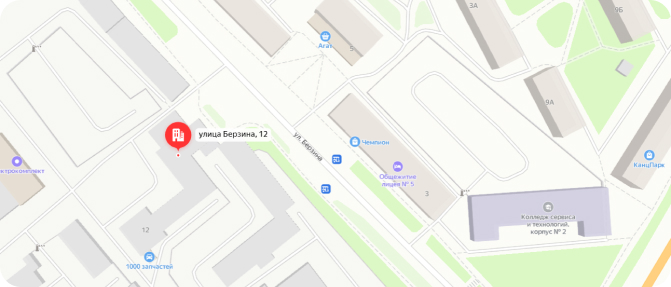 3А
9Б
Агат
5
9А
улица Берзина, 12
ул. Берзина
Чемпион
КанцПарк
ктрокомплект
Общежитие
лицея № 5
3
Колледж сервиса
и технологий,
корпус № 2
12
1000 запчастей